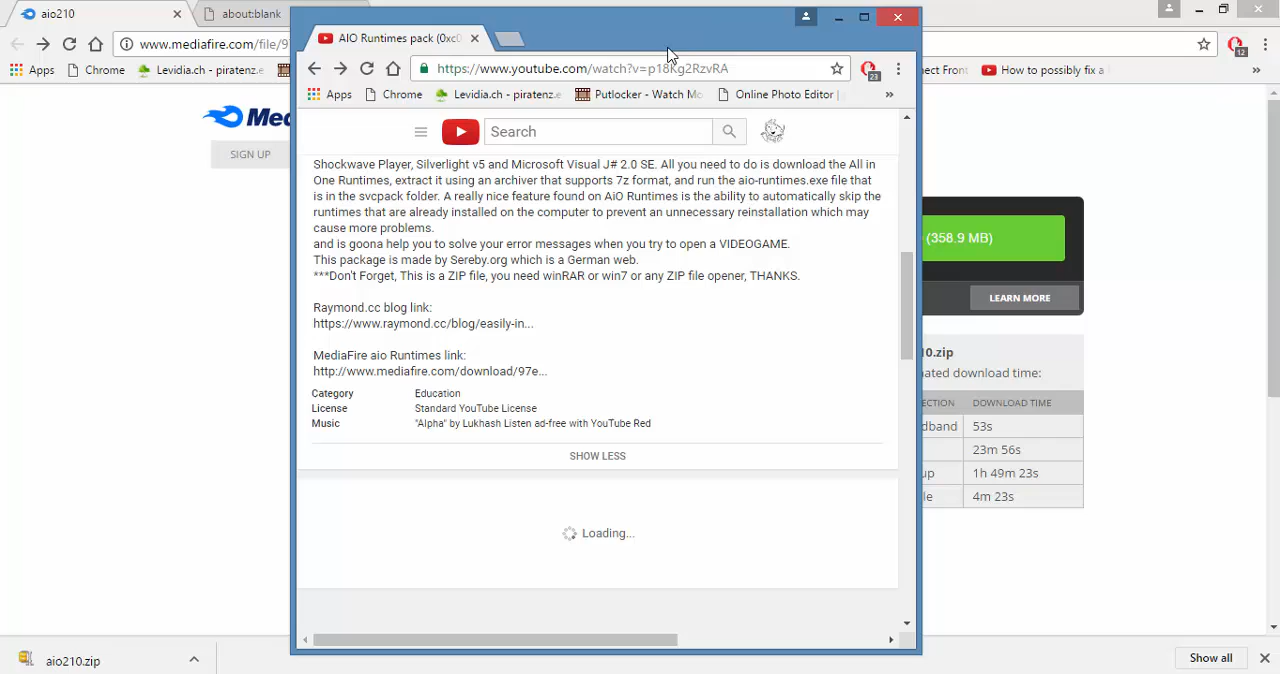 aio210
about:blank
www.mediafire.com/file/9
Apps
Chrome
Levidia.ch - piratenz.e
How to possibly fix a
SIGN UP
AIO Runtimes pack (0xc0
https://www.youtube.com/watch?v=p18Kg2RzvRA
23
12
Apps
Chrome
Levidia.ch - piratenz.e
Putlocker - Watch Mo
Online Photo Editor |
Search
Shockwave Player, Silverlight v5 and Microsoft Visual J# 2.0 SE. All you need to do is download the All in
One Runtimes, extract it using an archiver that supports 7z format, and run the aio-runtimes.exe file that
is in the svcpack folder. A really nice feature found on AiO Runtimes is the ability to automatically skip the
runtimes that are already installed on the computer to prevent an unnecessary reinstallation which may
cause more problems.
and is goona help you to solve your error messages when you try to open a VIDEOGAME.
This package is made by Sereby.org which is a German web.
***Don't Forget, This is a ZIP file, you need winRAR or win7 or any ZIP file opener, THANKS.
Raymond.cc blog link:
https://www.raymond.cc/blog/easily-in...
MediaFire aio Runtimes link:
http://www.mediafire.com/download/97e...
Category Education
License Standard YouTube License
Music "Alpha" by Lukhash Listen ad-free with YouTube Red
SHOW LESS
Loading...
(358.9 MB)
LEARN MORE
0.zip
ated download time:
ECTION DOWNLOAD TIME
dband 53s
23m 56s
up 1h 49m 23s
le 4m 23s
aio210.zip
Show all